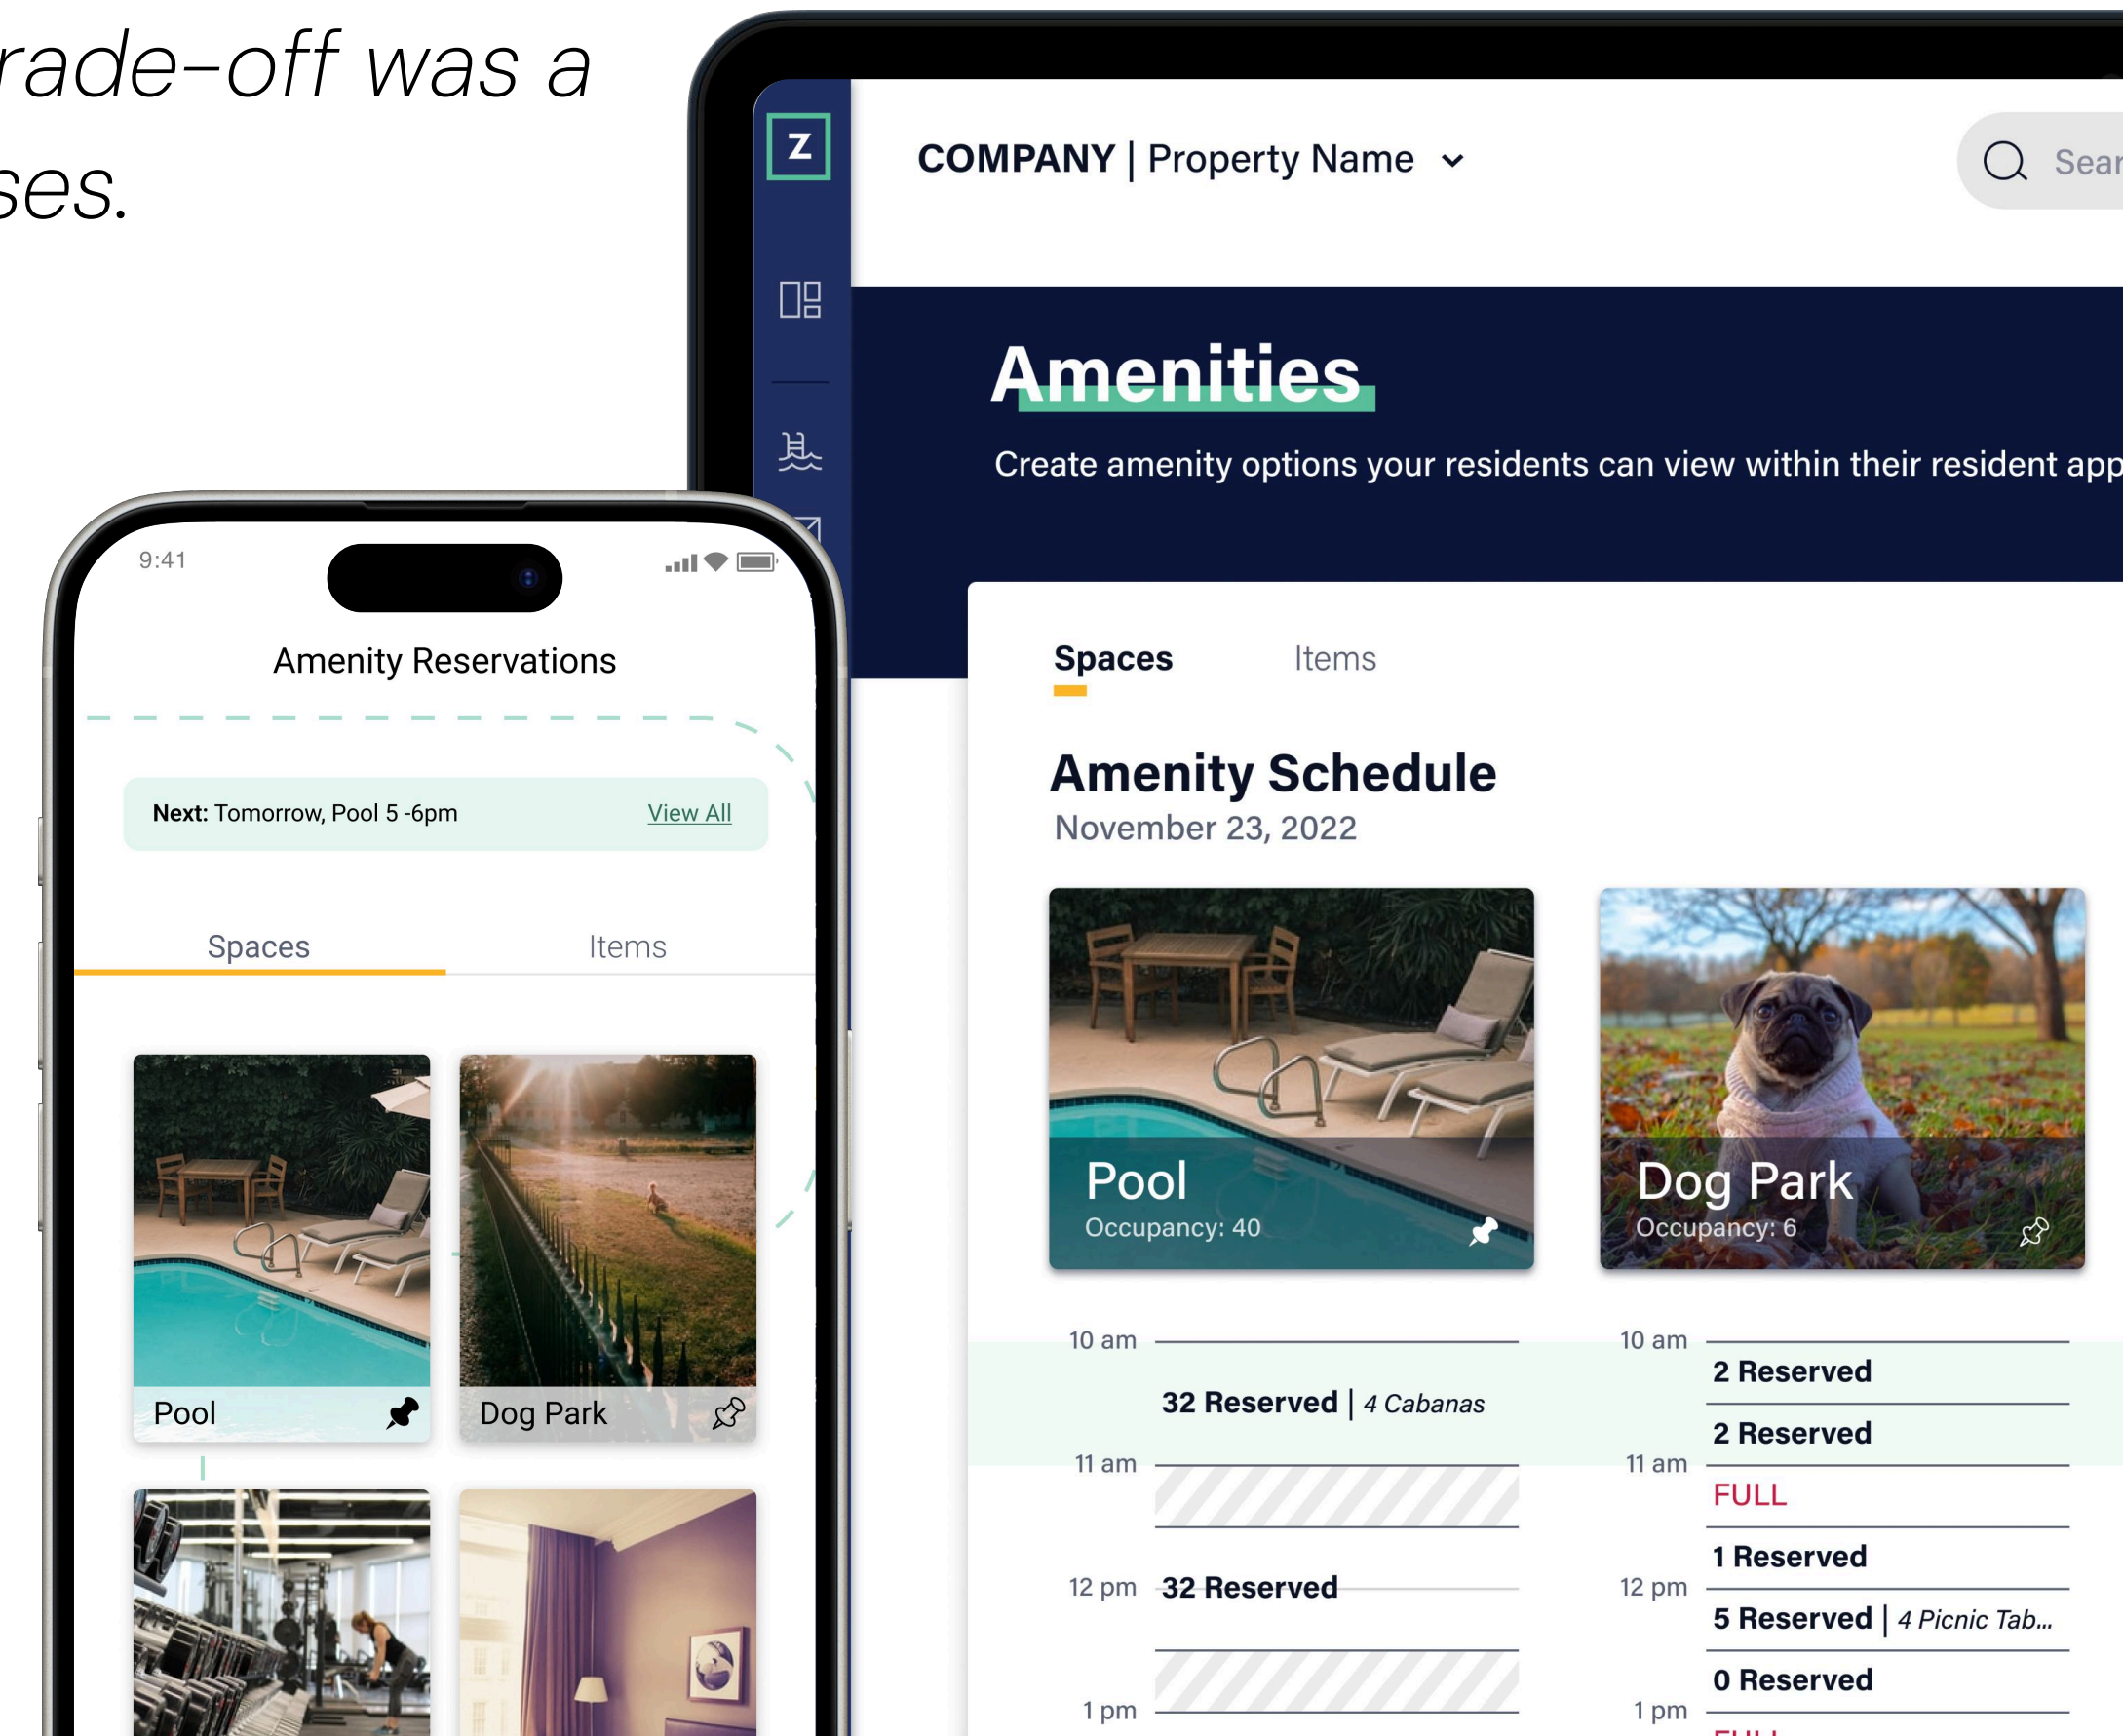 trade-off was a
ses.
Z
COMPANY | Property Name
Amenities
Create amenity options your residents can view within their resident app
Spaces Items
Amenity Schedule
November 23, 2022
Pool
Occupancy: 40
Dog Park
Occupancy: 6
10 am
32 Reserved | 4 Cabanas
11 am
12 pm 32 Reserved
1 pm
10 am
2 Reserved
2 Reserved
11 am
FULL
1 Reserved
12 pm
5 Reserved | 4 Picnic Tab...
0 Reserved
1 pm
FULL
9:41
Amenity Reservations
Next: Tomorrow, Pool 5 -6pm View All
Spaces Items
Pool
Dog Park